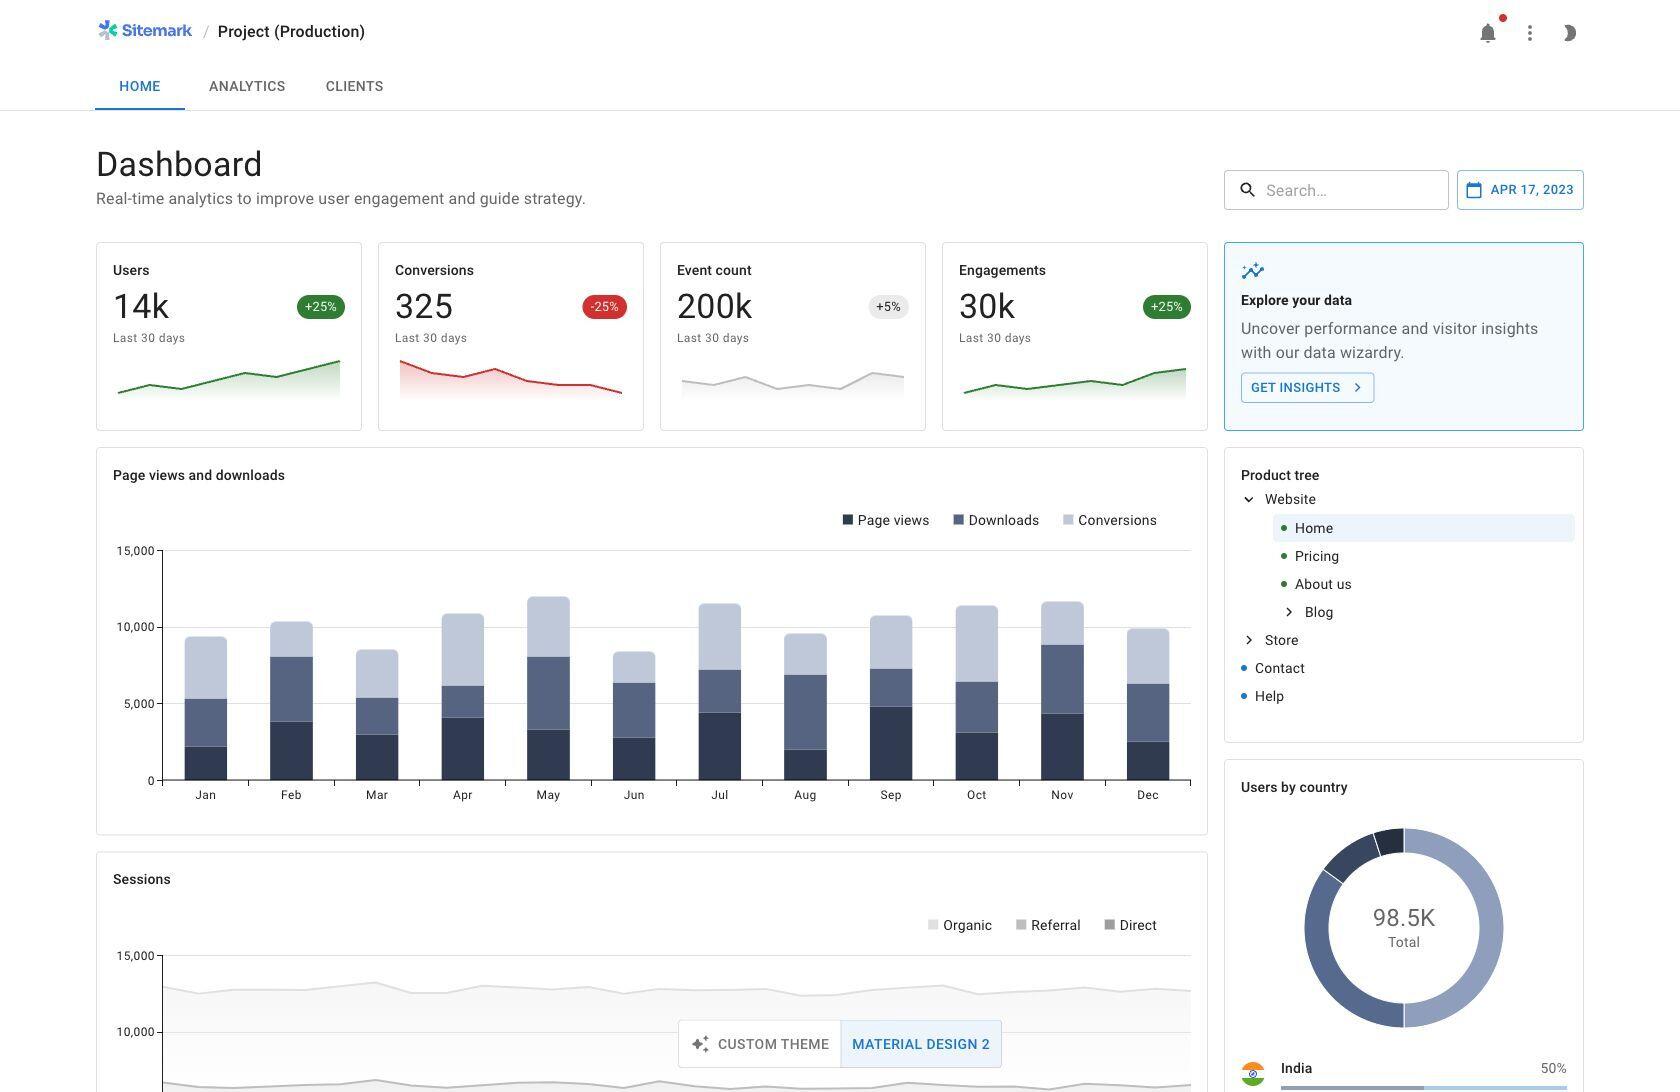 Sitemark / Project (Production)
HOME ANALYTICS CLIENTS
Dashboard
Real-time analytics to improve user engagement and guide strategy.
Search…
APR 17, 2023
Users
14k
+25%
Last 30 days
Conversions
325
-25%
Last 30 days
Event count
200k
+5%
Last 30 days
Engagements
30k
+25%
Last 30 days
Explore your data
Uncover performance and visitor insights
with our data wizardry.
GET INSIGHTS
Page views and downloads
Page views Downloads Conversions
15,000
10,000
5,000
0
Jan Feb Mar Apr May Jun Jul Aug Sep Oct Nov Dec
Product tree
Website
Home
Pricing
About us
Blog
Store
Contact
Help
Sessions
Organic Referral Direct
15,000
10,000
CUSTOM THEME MATERIAL DESIGN 2
Users by country
98.5K
Total
India 50%